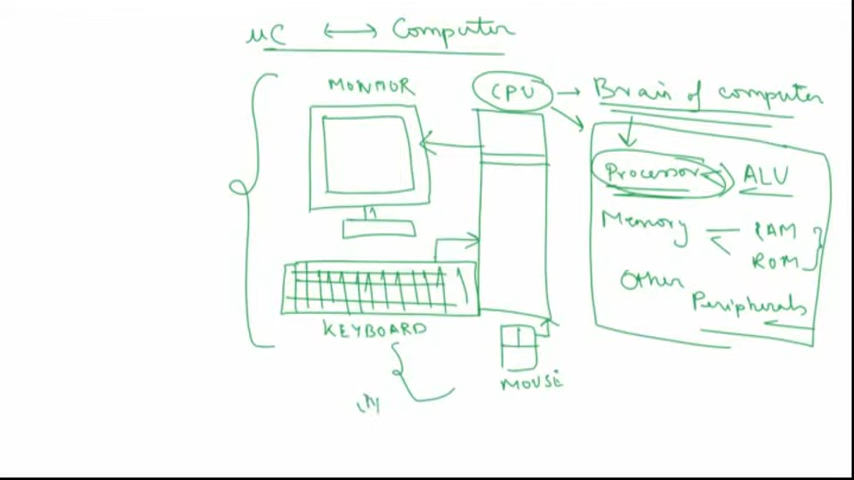 μC ⟷ Computer
MONITOR
CPU → Brain of computer
Processor ALU
Memory RAM
ROM
Other
Peripherals
KEYBOARD
MOUSE